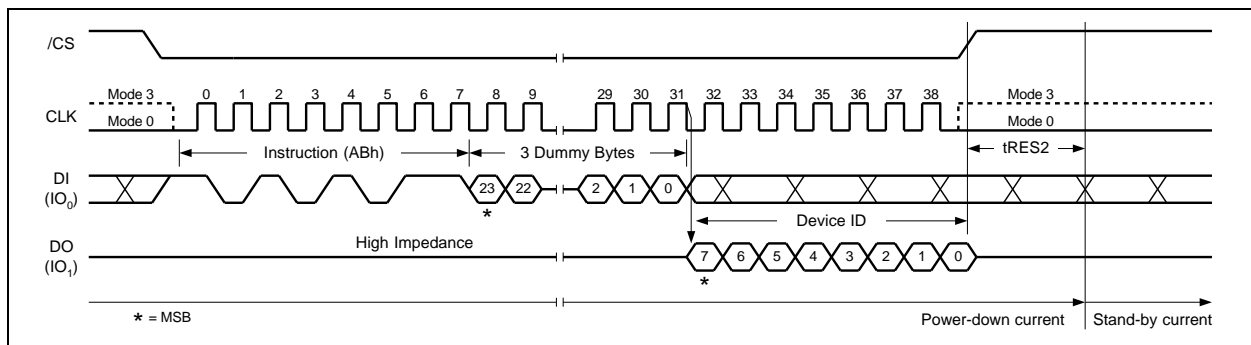 /CS
0 1 2 3 4 5 6 7 8 9 29 30 31 32 33 34 35 36 37 38
Mode 3
CLK
Mode 0
Mode 3
Mode 0
Instruction (ABh)
3 Dummy Bytes
tRES2
DI
(IO0)
23 22 2 1 0
*
Device ID
DO
(IO1)
High Impedance
7 6 5 4 3 2 1 0
*
* = MSB
Power-down current
Stand-by current